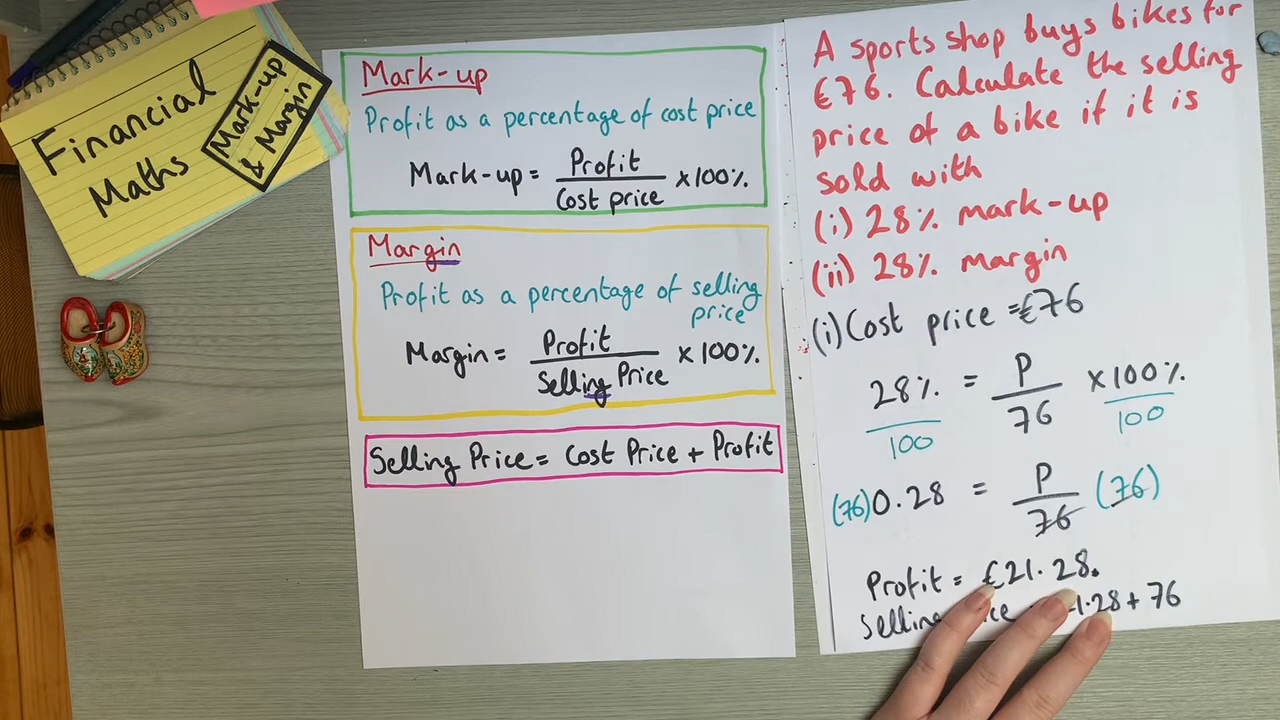 Financial
Maths
Mark-up
& Margin
Mark-up
Profit as a percentage of cost price
Mark-up = Profit / Cost price × 100%.
Margin
Profit as a percentage of selling
price
Margin = Profit / Selling Price × 100%.
Selling Price = Cost Price + Profit
A sports shop buys bikes for
€76. Calculate the selling
price of a bike if it is
sold with
(i) 28% mark-up
(ii) 28% margin
(i) Cost price = €76
28% / 100 = P / 76 × 100% / 100
(76) 0.28 = P / 76 (76)
Profit = €21.28.
.28 + 76